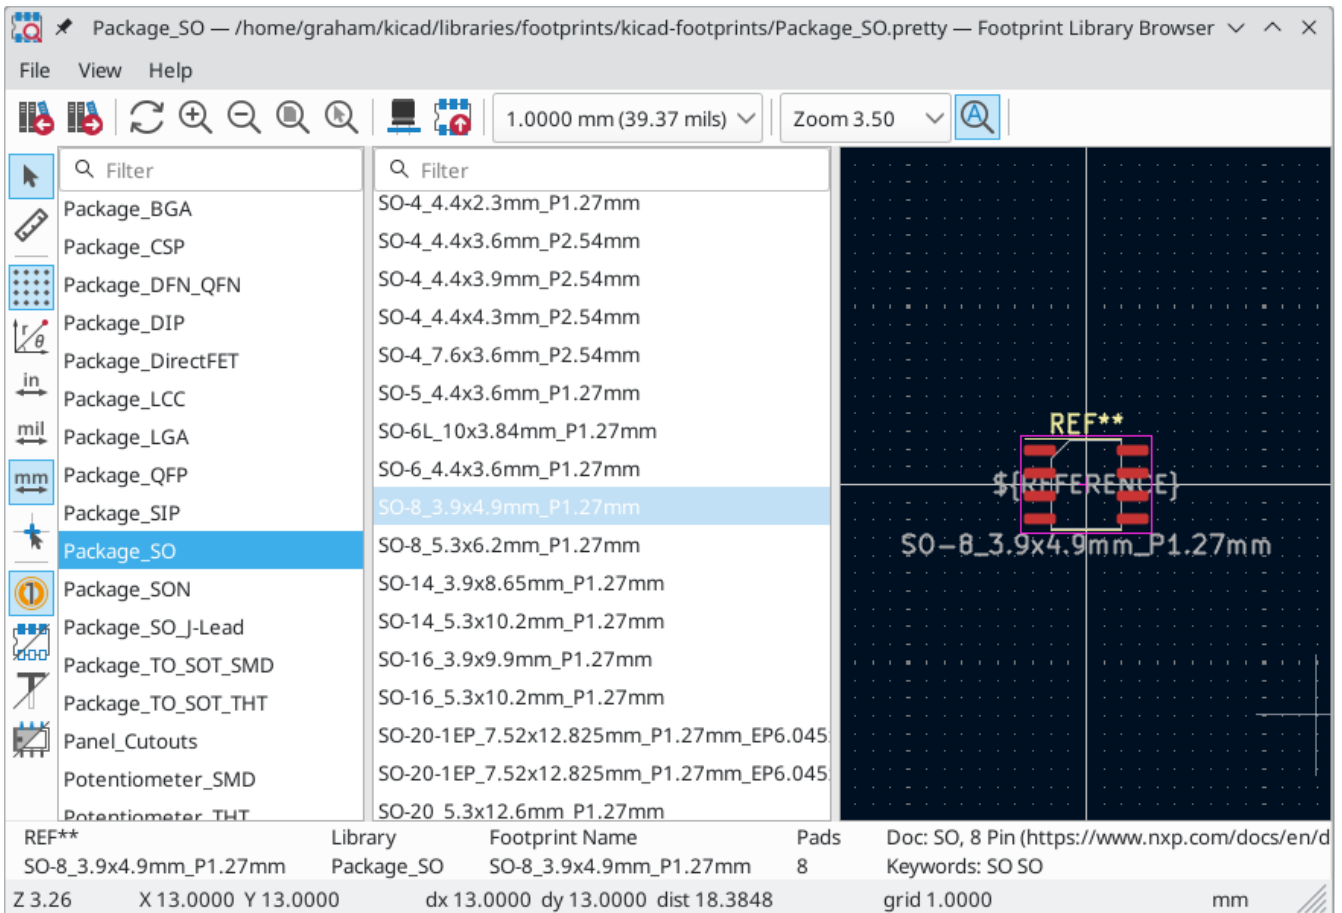 Package_SO — /home/graham/kicad/libraries/footprints/kicad-footprints/Package_SO.pretty — Footprint Library Browser
File View Help
1.0000 mm (39.37 mils) Zoom 3.50 A
Filter
Package_BGA
Package_CSP
Package_DFN_QFN
Package_DIP
Package_DirectFET
Package_LCC
Package_LGA
Package_QFP
Package_SIP
Package_SO
Package_SON
Package_SO_J-Lead
Package_TO_SOT_SMD
Package_TO_SOT_THT
Panel_Cutouts
Potentiometer_SMD
Potentiometer_THT
r
θ
in
mil
mm
1
T
Filter
SO-4_4.4x2.3mm_P1.27mm
SO-4_4.4x3.6mm_P2.54mm
SO-4_4.4x3.9mm_P2.54mm
SO-4_4.4x4.3mm_P2.54mm
SO-4_7.6x3.6mm_P2.54mm
SO-5_4.4x3.6mm_P1.27mm
SO-6L_10x3.84mm_P1.27mm
SO-6_4.4x3.6mm_P1.27mm
SO-8_3.9x4.9mm_P1.27mm
SO-8_5.3x6.2mm_P1.27mm
SO-14_3.9x8.65mm_P1.27mm
SO-14_5.3x10.2mm_P1.27mm
SO-16_3.9x9.9mm_P1.27mm
SO-16_5.3x10.2mm_P1.27mm
SO-20-1EP_7.52x12.825mm_P1.27mm_EP6.045
SO-20-1EP_7.52x12.825mm_P1.27mm_EP6.045
SO-20_5.3x12.6mm_P1.27mm
REF**
${REFERENCE}
SO-8_3.9x4.9mm_P1.27mm
REF** Library Footprint Name Pads Doc: SO, 8 Pin (https://www.nxp.com/docs/en/d
SO-8_3.9x4.9mm_P1.27mm Package_SO SO-8_3.9x4.9mm_P1.27mm 8 Keywords: SO SO
Z 3.26 X 13.0000 Y 13.0000 dx 13.0000 dy 13.0000 dist 18.3848 grid 1.0000 mm